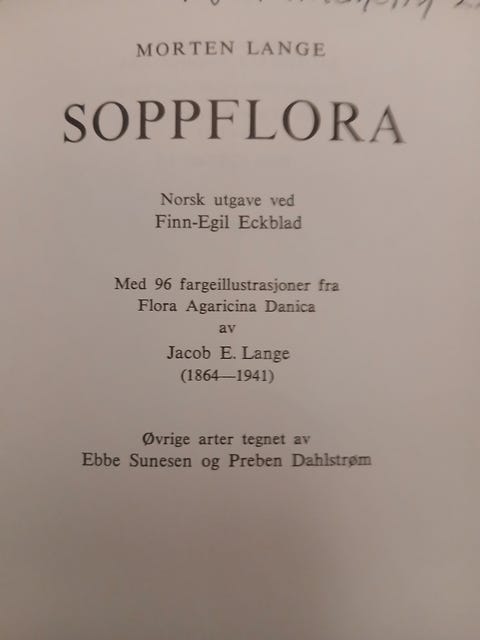 MORTEN LANGE
SOPPFLORA
Norsk utgave ved
Finn-Egil Eckblad
Med 96 fargeillustrasjoner fra
Flora Agaricina Danica
av
Jacob E. Lange
(1864—1941)
Øvrige arter tegnet av
Ebbe Sunesen og Preben Dahlstrøm